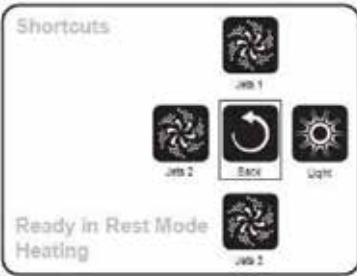 Shortcuts
Jets 1
Jets 2
Back
Light
Jets 3
Ready in Rest Mode
Heating